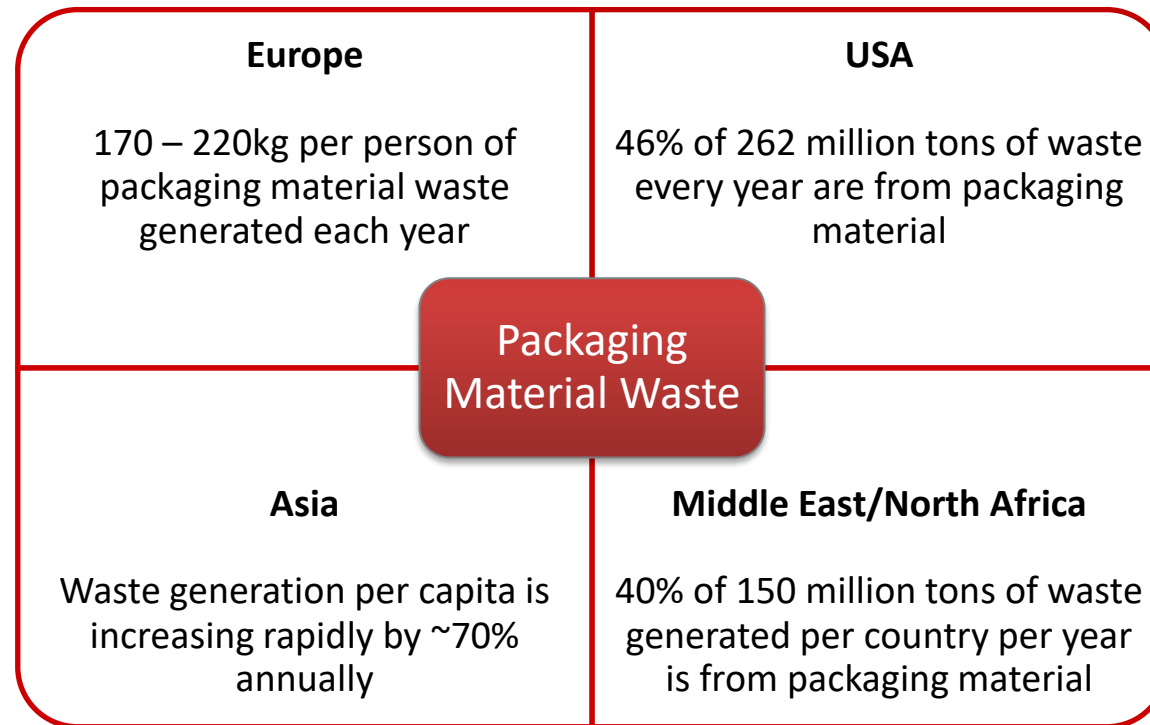 Europe
170 – 220kg per person of
packaging material waste
generated each year
USA
46% of 262 million tons of waste
every year are from packaging
material
Packaging
Material Waste
Asia
Waste generation per capita is
increasing rapidly by ~70%
annually
Middle East/North Africa
40% of 150 million tons of waste
generated per country per year
is from packaging material